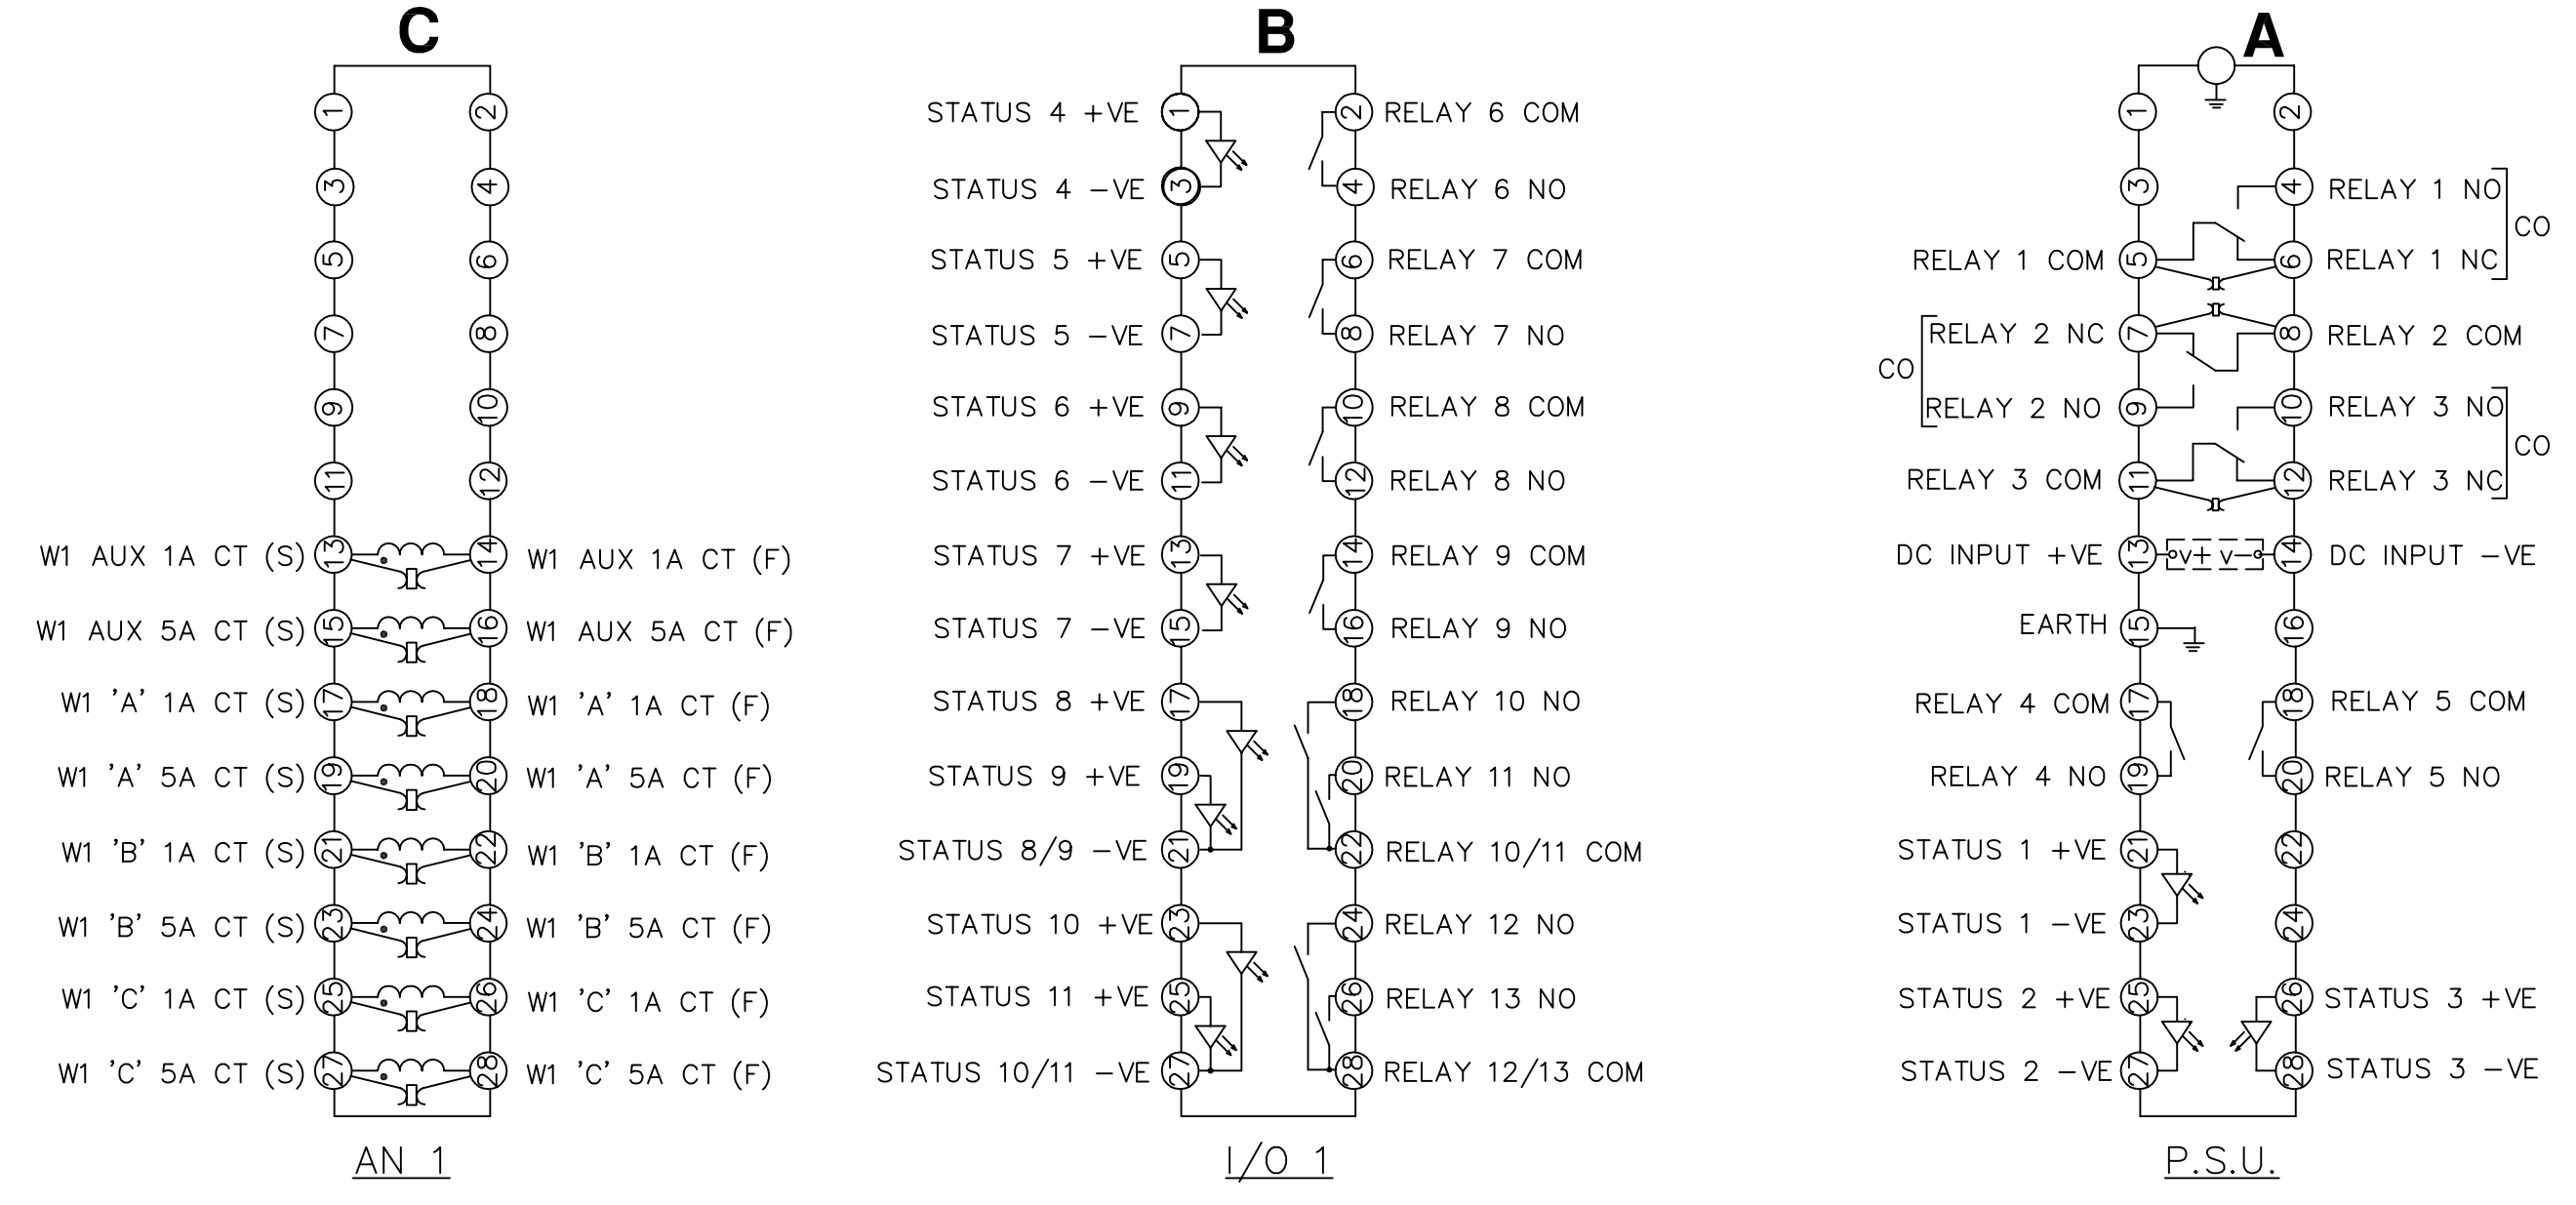 C
B
A
1 2
3 4
5 6
7 8
9 10
11 12
W1 AUX 1A CT (S) 13 14 W1 AUX 1A CT (F)
W1 AUX 5A CT (S) 15 16 W1 AUX 5A CT (F)
W1 'A' 1A CT (S) 17 18 W1 'A' 1A CT (F)
W1 'A' 5A CT (S) 19 20 W1 'A' 5A CT (F)
W1 'B' 1A CT (S) 21 22 W1 'B' 1A CT (F)
W1 'B' 5A CT (S) 23 24 W1 'B' 5A CT (F)
W1 'C' 1A CT (S) 25 26 W1 'C' 1A CT (F)
W1 'C' 5A CT (S) 27 28 W1 'C' 5A CT (F)
AN 1
STATUS 4 +VE 1 2 RELAY 6 COM
STATUS 4 −VE 3 4 RELAY 6 NO
STATUS 5 +VE 5 6 RELAY 7 COM
STATUS 5 −VE 7 8 RELAY 7 NO
STATUS 6 +VE 9 10 RELAY 8 COM
STATUS 6 −VE 11 12 RELAY 8 NO
STATUS 7 +VE 13 14 RELAY 9 COM
STATUS 7 −VE 15 16 RELAY 9 NO
STATUS 8 +VE 17 18 RELAY 10 NO
STATUS 9 +VE 19 20 RELAY 11 NO
STATUS 8/9 −VE 21 22 RELAY 10/11 COM
STATUS 10 +VE 23 24 RELAY 12 NO
STATUS 11 +VE 25 26 RELAY 13 NO
STATUS 10/11 −VE 27 28 RELAY 12/13 COM
I/O 1
1 2
3 4 RELAY 1 NO
CO
RELAY 1 COM 5 6 RELAY 1 NC
RELAY 2 NC 7 8 RELAY 2 COM
CO
RELAY 2 NO 9 10 RELAY 3 NO
CO
RELAY 3 COM 11 12 RELAY 3 NC
DC INPUT +VE 13 V+ V− 14 DC INPUT −VE
EARTH 15 16
RELAY 4 COM 17 18 RELAY 5 COM
RELAY 4 NO 19 20 RELAY 5 NO
STATUS 1 +VE 21 22
STATUS 1 −VE 23 24
STATUS 2 +VE 25 26 STATUS 3 +VE
STATUS 2 −VE 27 28 STATUS 3 −VE
P.S.U.